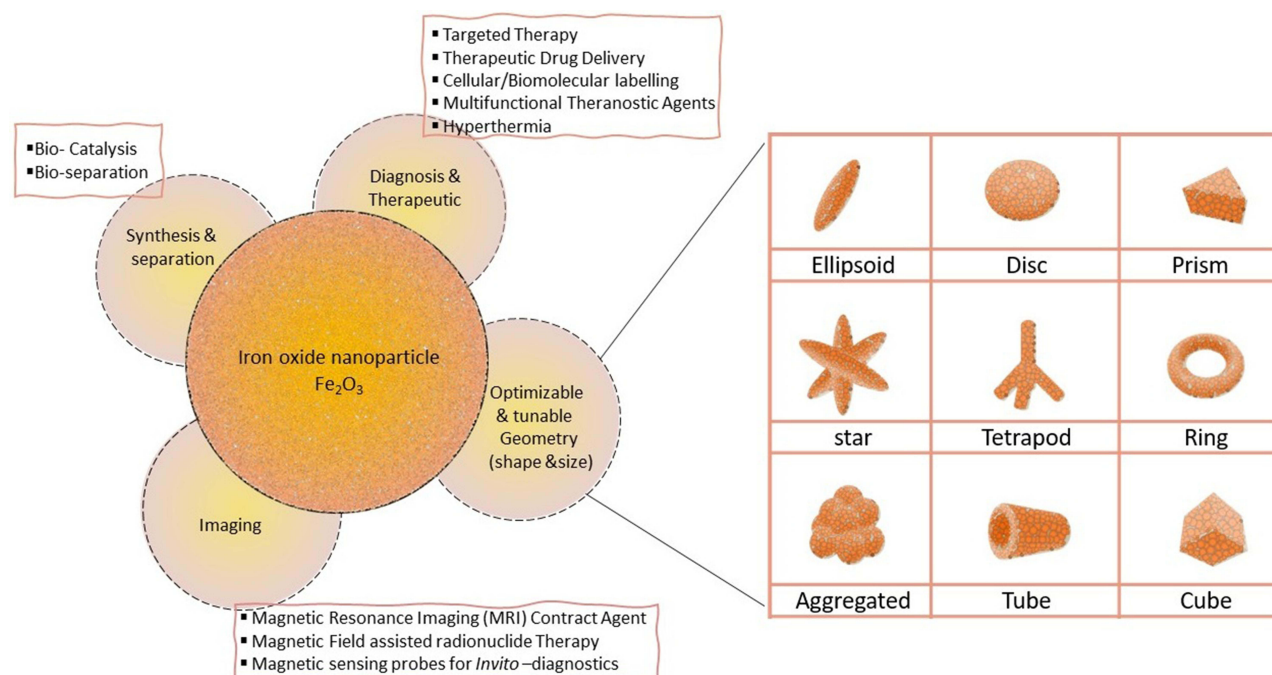 ▪ Targeted Therapy
▪ Therapeutic Drug Delivery
▪ Cellular/Biomolecular labelling
▪ Multifunctional Theranostic Agents
▪ Hyperthermia
▪Bio- Catalysis
▪Bio-separation
Diagnosis &
Therapeutic
Synthesis &
separation
Iron oxide nanoparticle
Fe₂O₃
Optimizable
& tunable
Geometry
(shape &size)
Imaging
▪ Magnetic Resonance Imaging (MRI) Contract Agent
▪ Magnetic Field assisted radionuclide Therapy
▪ Magnetic sensing probes for Invito –diagnostics
Ellipsoid
Disc
Prism
star
Tetrapod
Ring
Aggregated
Tube
Cube